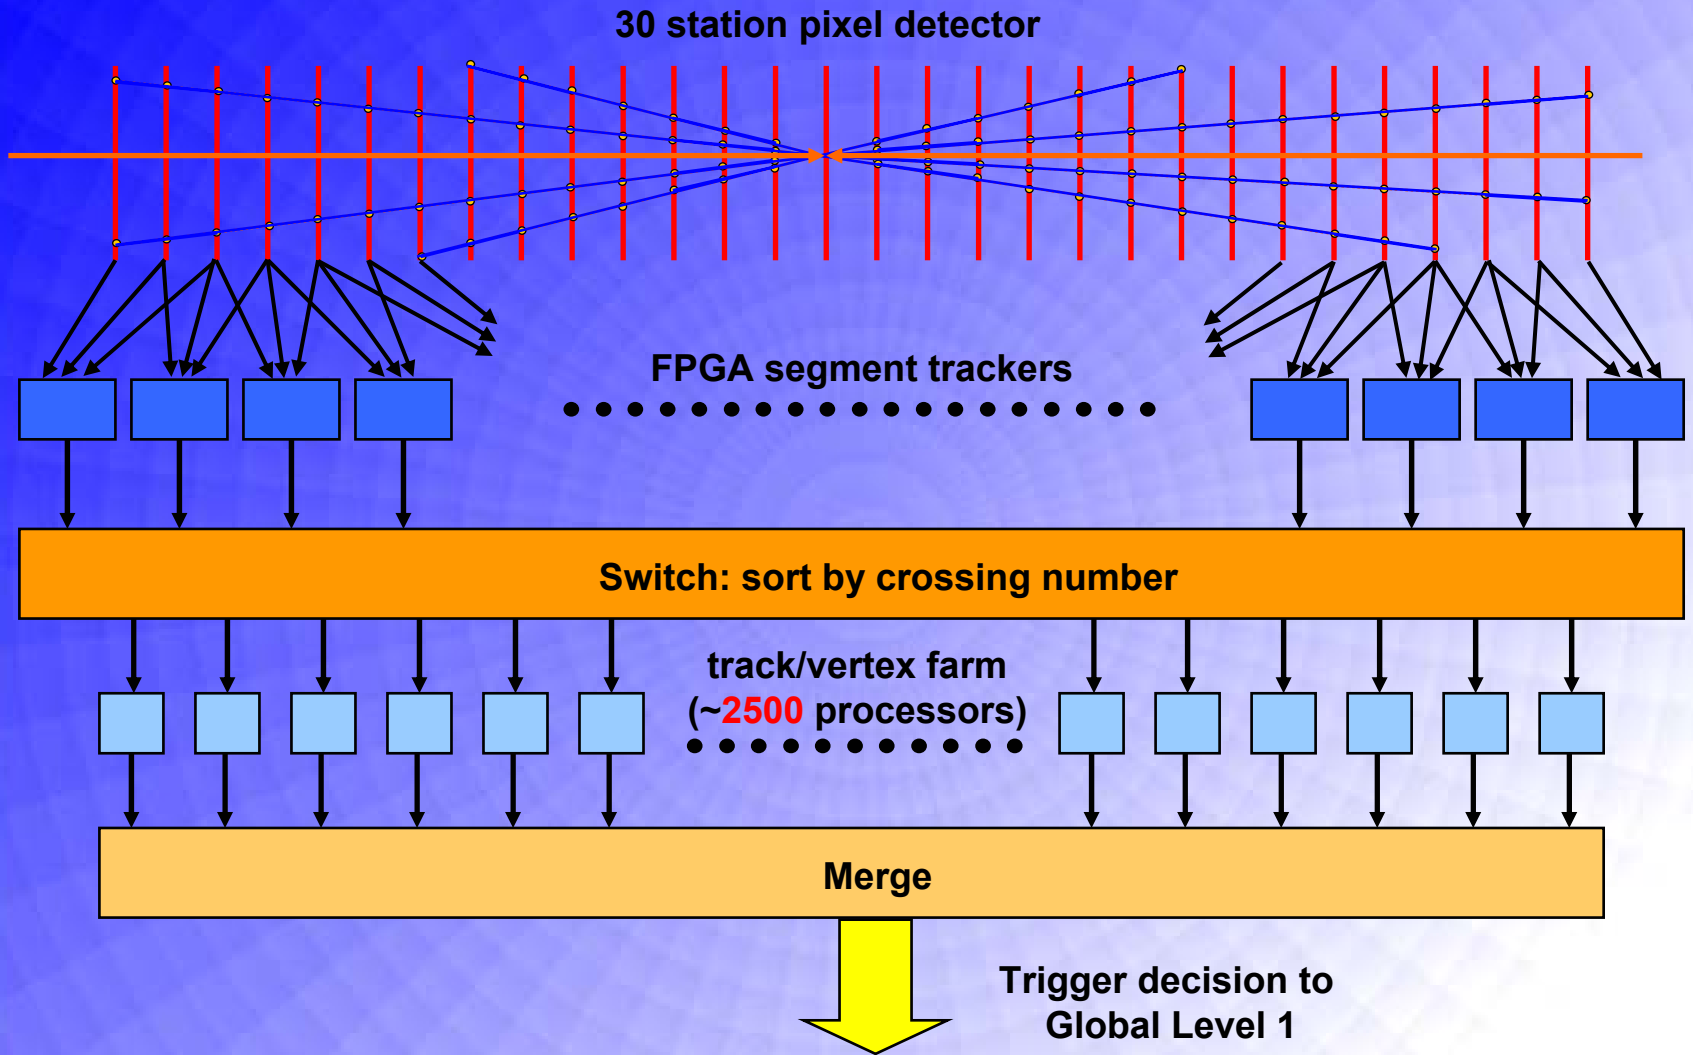 30 station pixel detector
FPGA segment trackers
Switch: sort by crossing number
track/vertex farm
(~2500 processors)
Merge
Trigger decision to
Global Level 1